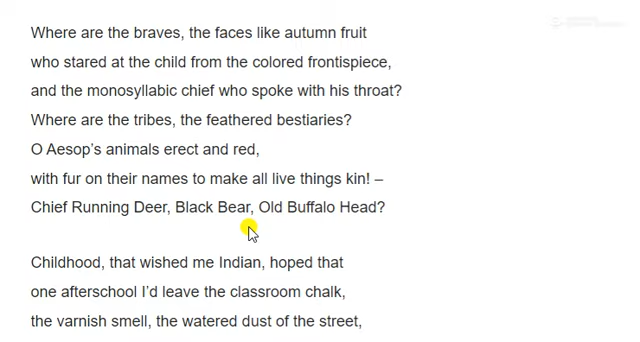 Where are the braves, the faces like autumn fruit
who stared at the child from the colored frontispiece,
and the monosyllabic chief who spoke with his throat?
Where are the tribes, the feathered bestiaries?
O Aesop’s animals erect and red,
with fur on their names to make all live things kin! –
Chief Running Deer, Black Bear, Old Buffalo Head?
Childhood, that wished me Indian, hoped that
one afterschool I’d leave the classroom chalk,
the varnish smell, the watered dust of the street,